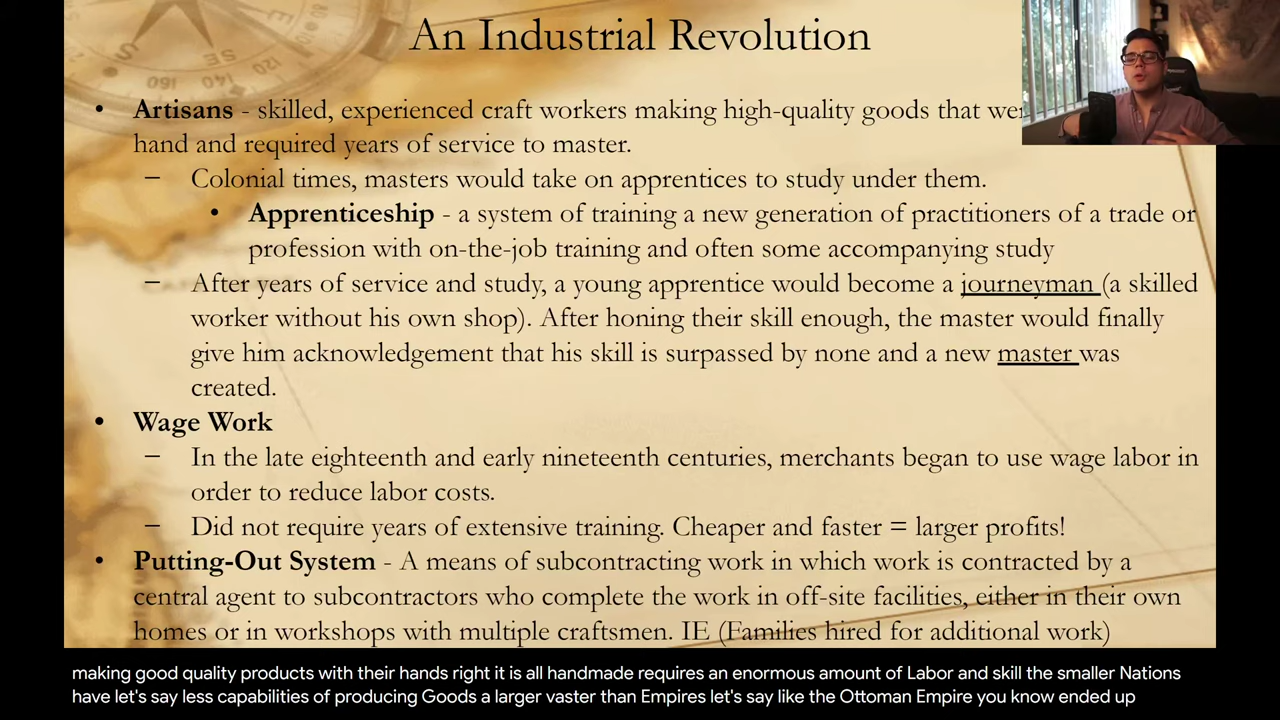 An Industrial Revolution
• Artisans - skilled, experienced craft workers making high-quality goods that
hand and required years of service to master.
– Colonial times, masters would take on apprentices to study under them.
• Apprenticeship - a system of training a new generation of practitioners of a trade or
profession with on-the-job training and often some accompanying study
– After years of service and study, a young apprentice would become a journeyman (a skilled
worker without his own shop). After honing their skill enough, the master would finally
give him acknowledgement that his skill is surpassed by none and a new master was
created.
• Wage Work
– In the late eighteenth and early nineteenth centuries, merchants began to use wage labor in
order to reduce labor costs.
– Did not require years of extensive training. Cheaper and faster = larger profits!
• Putting-Out System - A means of subcontracting work in which work is contracted by a
central agent to subcontractors who complete the work in off-site facilities, either in their own
homes or in workshops with multiple craftsmen. IE (Families hired for additional work)
making good quality products with their hands right it is all handmade requires an enormous amount of Labor and skill the smaller Nations
have let's say less capabilities of producing Goods a larger vaster than Empires let's say like the Ottoman Empire you know ended up